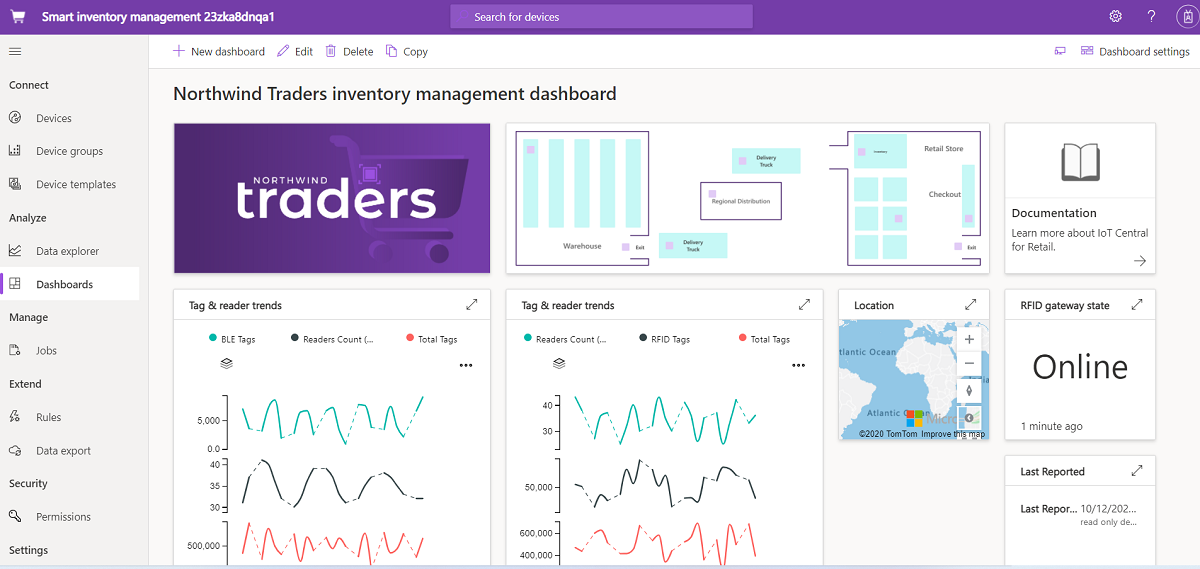 Smart inventory management 23zka8dnqa1
Search for devices
?
New dashboard
Edit
Delete
Copy
Dashboard settings
Connect
Devices
Device groups
Device templates
Analyze
Data explorer
Dashboards
Manage
Jobs
Extend
Rules
Data export
Security
Permissions
Settings
Northwind Traders inventory management dashboard
NORTHWIND
traders
Warehouse
Exit
Delivery
Truck
Regional Distribution
Delivery
Truck
Inventory
Retail Store
Checkout
Exit
Documentation
Learn more about IoT Central
for Retail.
Tag & reader trends
BLE Tags
Readers Count (...
Total Tags
5,000
0.0
40
35
30
500,000
Tag & reader trends
Readers Count (...
RFID Tags
Total Tags
40
30
50,000
600,000
400,000
Location
Atlantic Ocean
Atlantic Ocean
©2020 TomTom Improve this map
RFID gateway state
Online
1 minute ago
Last Reported
Last Repor... 10/12/202...
read only de...